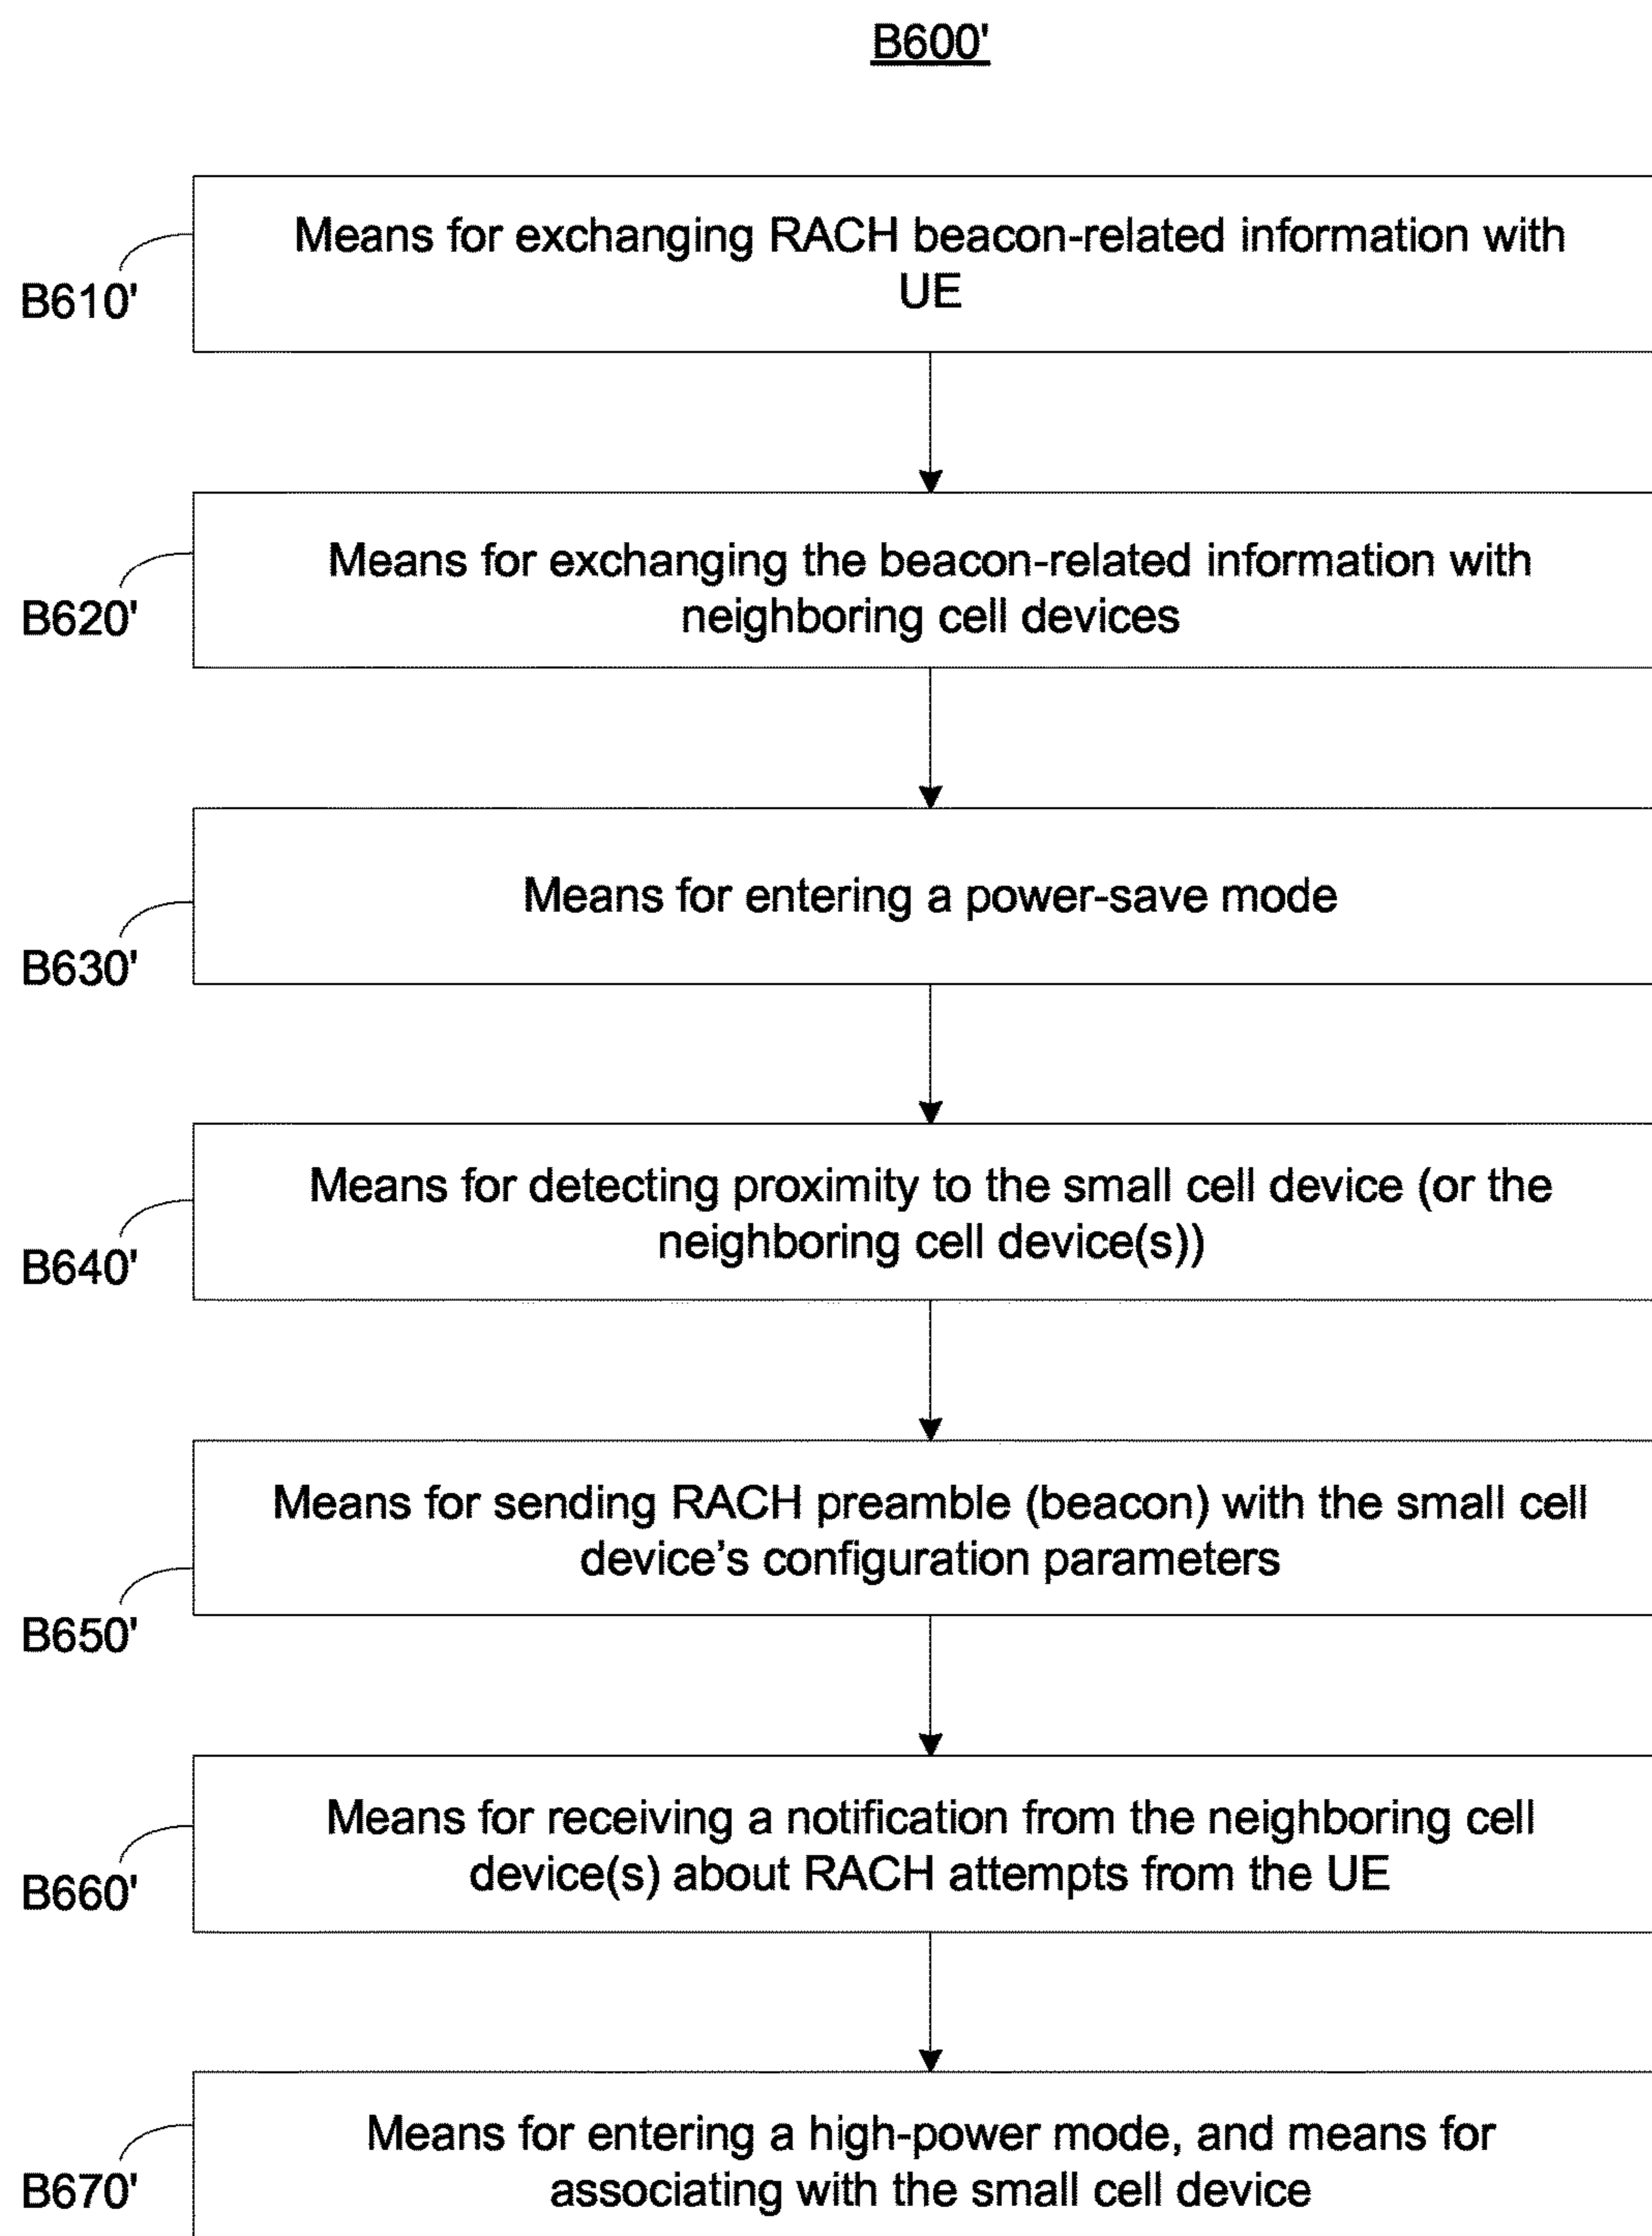 B600'
Means for exchanging RACH beacon-related information with
UE
B610'
Means for exchanging the beacon-related information with
neighboring cell devices
B620'
Means for entering a power-save mode
B630'
Means for detecting proximity to the small cell device (or the
neighboring cell device(s))
B640'
Means for sending RACH preamble (beacon) with the small cell
device's configuration parameters
B650'
Means for receiving a notification from the neighboring cell
device(s) about RACH attempts from the UE
B660'
Means for entering a high-power mode, and means for
associating with the small cell device
B670'